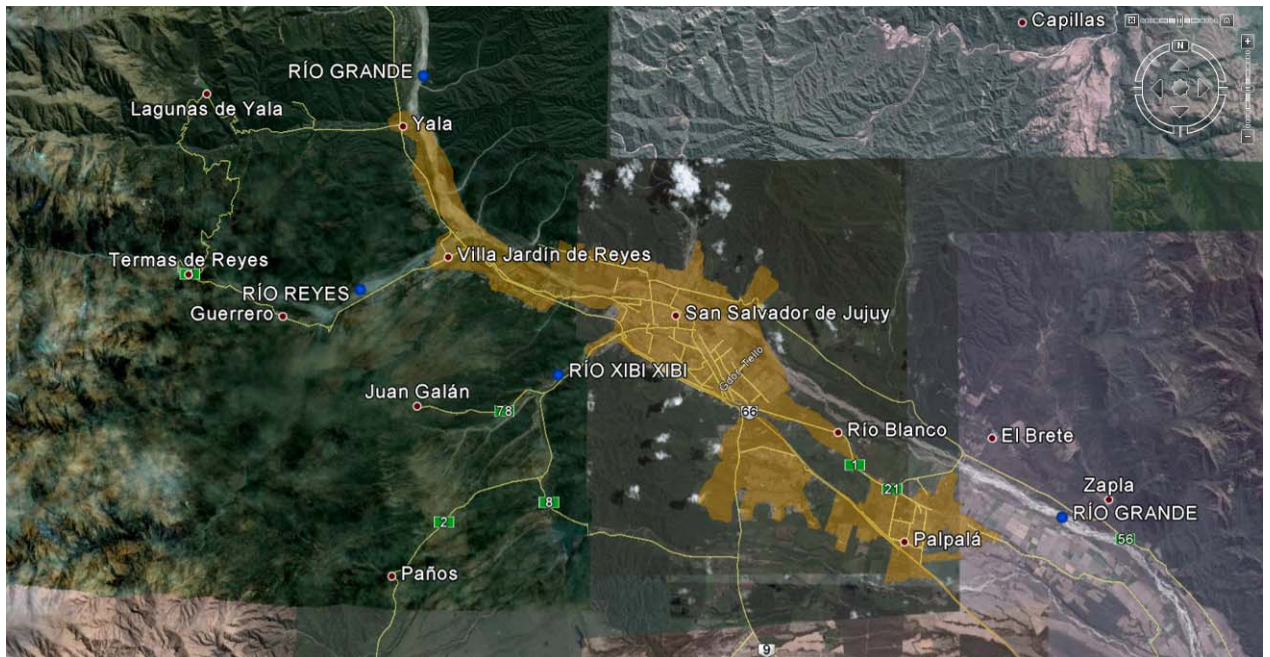 Capillas
N
RÍO GRANDE
Lagunas de Yala
Yala
Villa Jardín de Reyes
Termas de Reyes
RÍO REYES
Guerrero
San Salvador de Jujuy
Gdor. Tello
RÍO XIBI XIBI
Juan Galán
78
66
Río Blanco
El Brete
1
21
Zapla
8
2
RÍO GRANDE
56
Palpalá
Paños
9